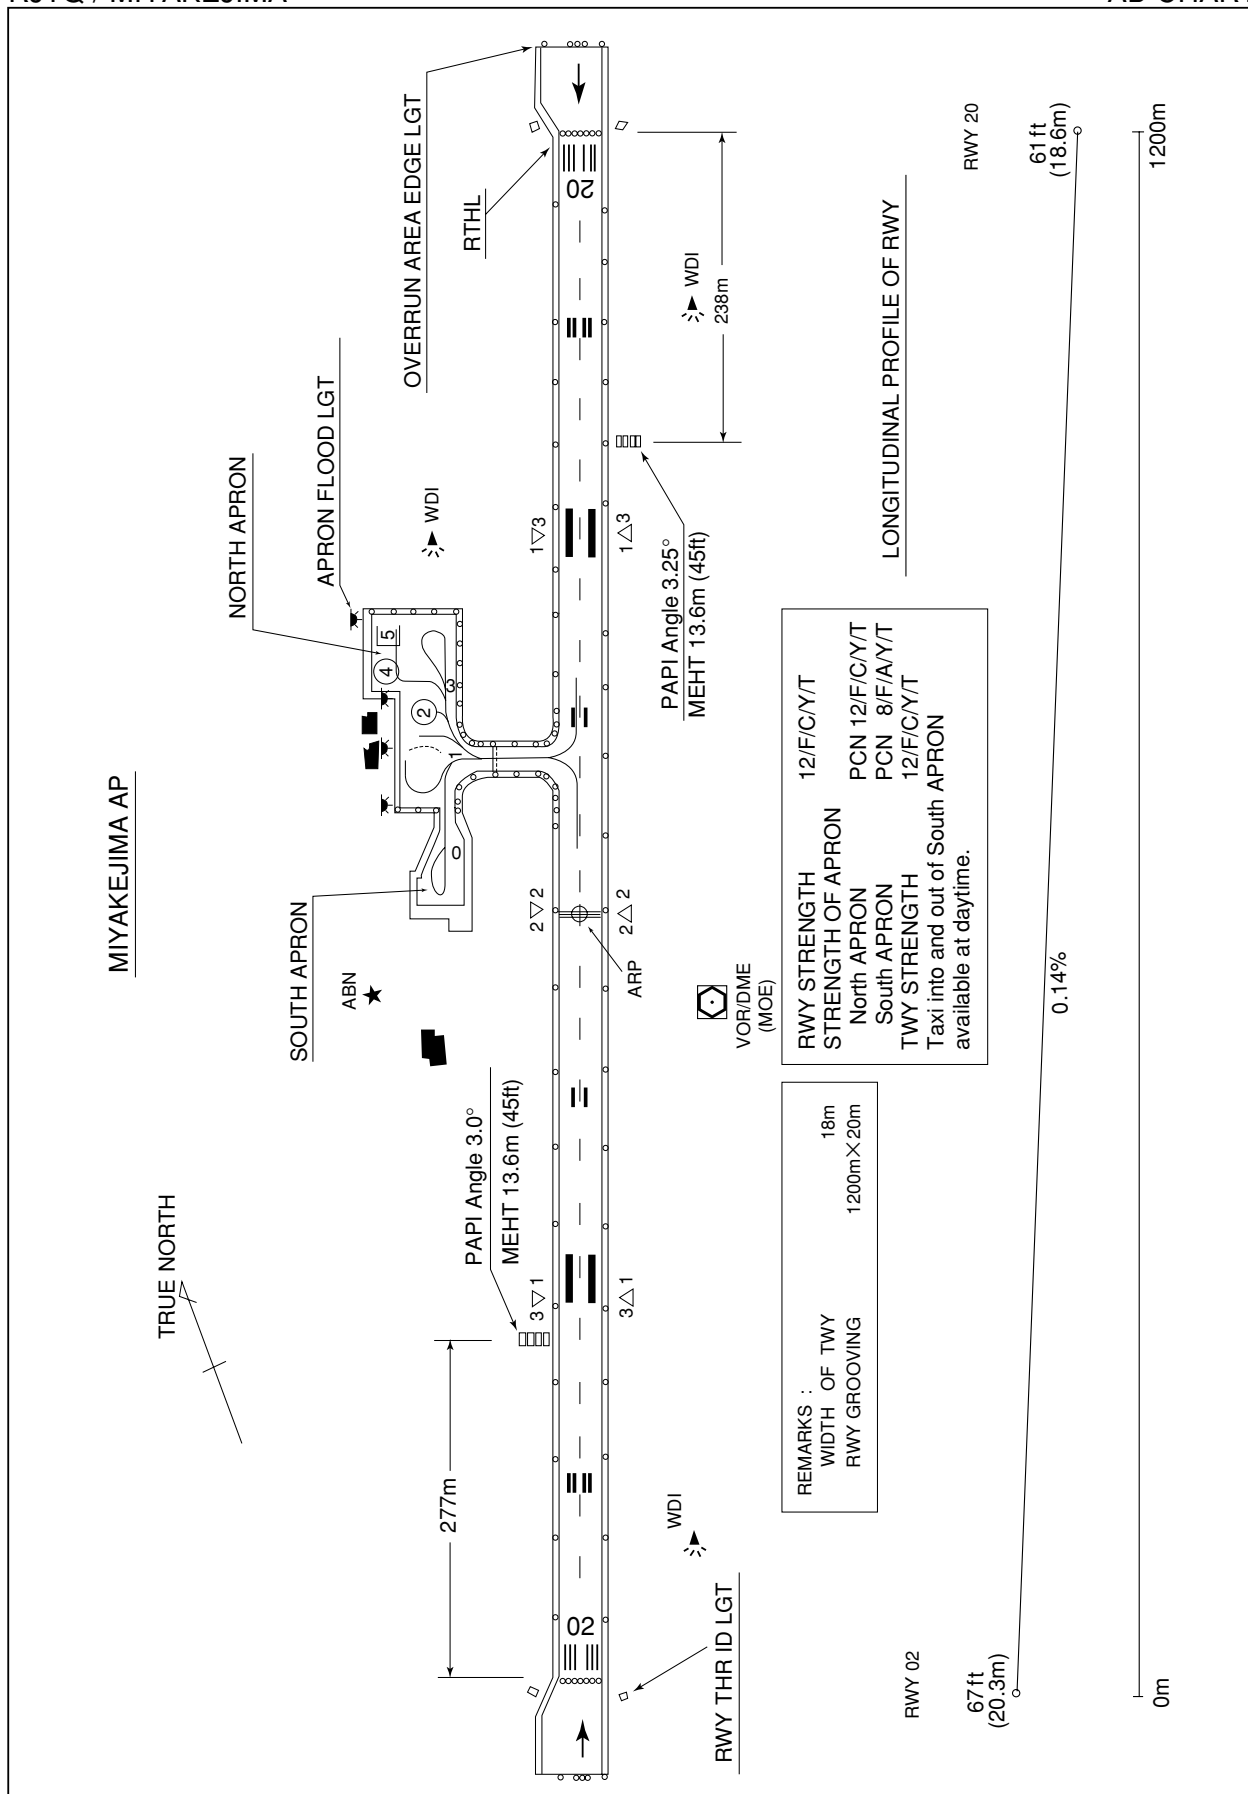 RJTQ / MIYAKEJIMA
AD CHART
MIYAKEJIMA AP
TRUE NORTH
SOUTH APRON
NORTH APRON
APRON FLOOD LGT
OVERRUN AREA EDGE LGT
RTHL
ABN
WDI
5
4
3
2
1
0
277m
PAPI Angle 3.0°
MEHT 13.6m (45ft)
3 1
2 2
1 3
02
20
3 1
2 2
1 3
ARP
WDI
RWY THR ID LGT
VOR/DME
(MOE)
PAPI Angle 3.25°
MEHT 13.6m (45ft)
WDI
238m
REMARKS :
WIDTH OF TWY 18m
RWY GROOVING 1200m×20m
RWY STRENGTH 12/F/C/Y/T
STRENGTH OF APRON
North APRON PCN 12/F/C/Y/T
South APRON PCN 8/F/A/Y/T
TWY STRENGTH 12/F/C/Y/T
Taxi into and out of South APRON
available at daytime.
LONGITUDINAL PROFILE OF RWY
RWY 02
67ft
(20.3m)
0.14%
RWY 20
61ft
(18.6m)
0m
1200m